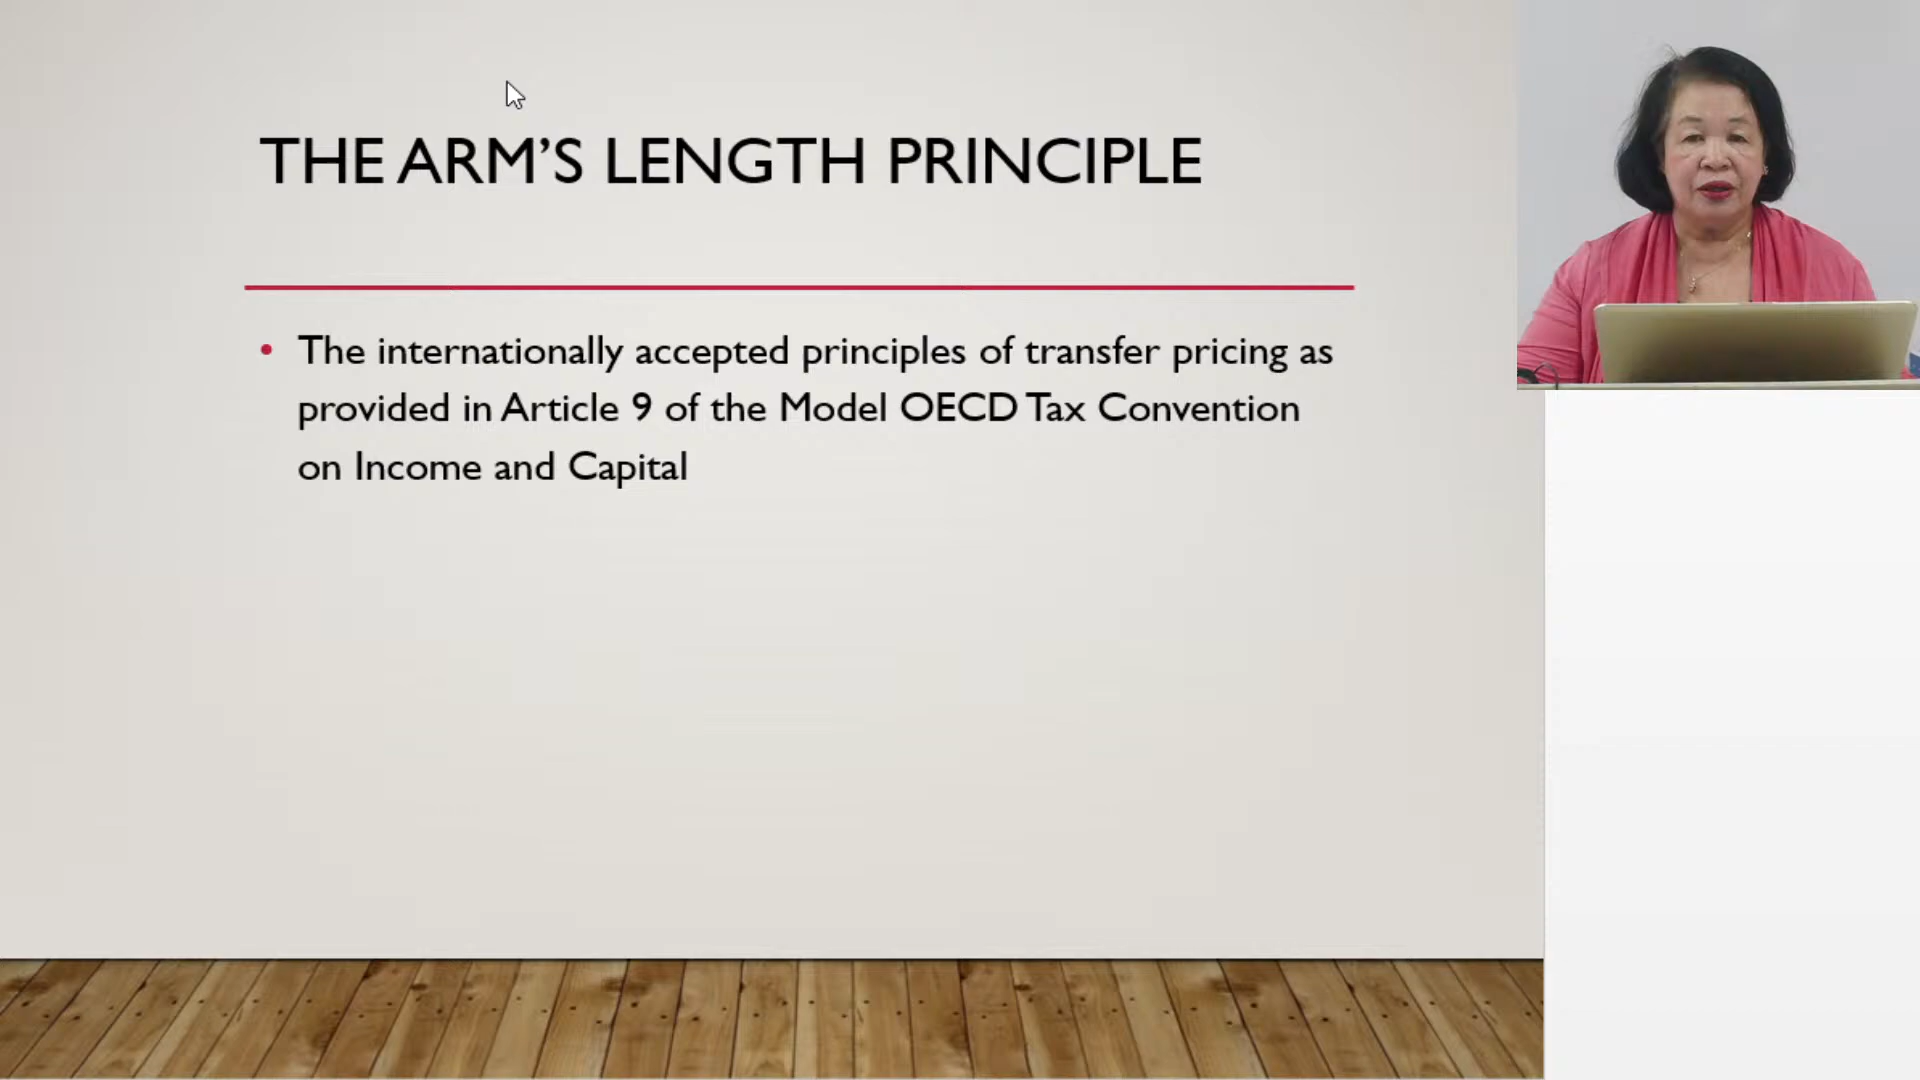 THE ARM’S LENGTH PRINCIPLE
• The internationally accepted principles of transfer pricing as
provided in Article 9 of the Model OECD Tax Convention
on Income and Capital